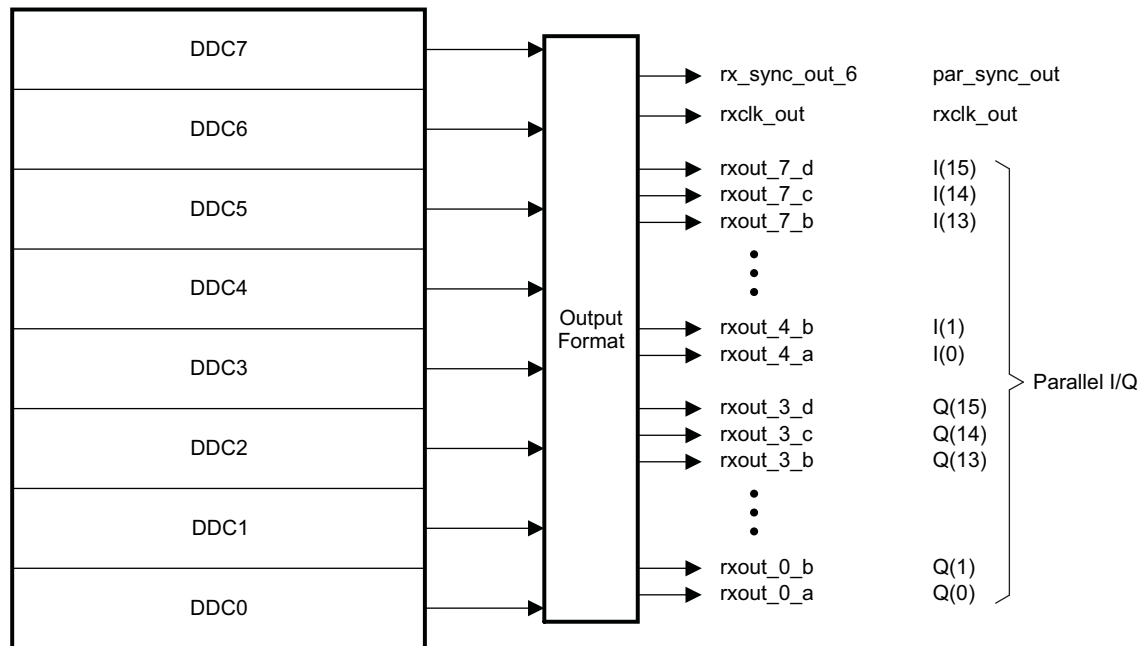 DDC7
DDC6
DDC5
DDC4
DDC3
DDC2
DDC1
DDC0
Output
Format
rx_sync_out_6 par_sync_out
rxclk_out rxclk_out
rxout_7_d I(15)
rxout_7_c I(14)
rxout_7_b I(13)
rxout_4_b I(1)
rxout_4_a I(0)
rxout_3_d Q(15)
rxout_3_c Q(14)
rxout_3_b Q(13)
rxout_0_b Q(1)
rxout_0_a Q(0)
Parallel I/Q